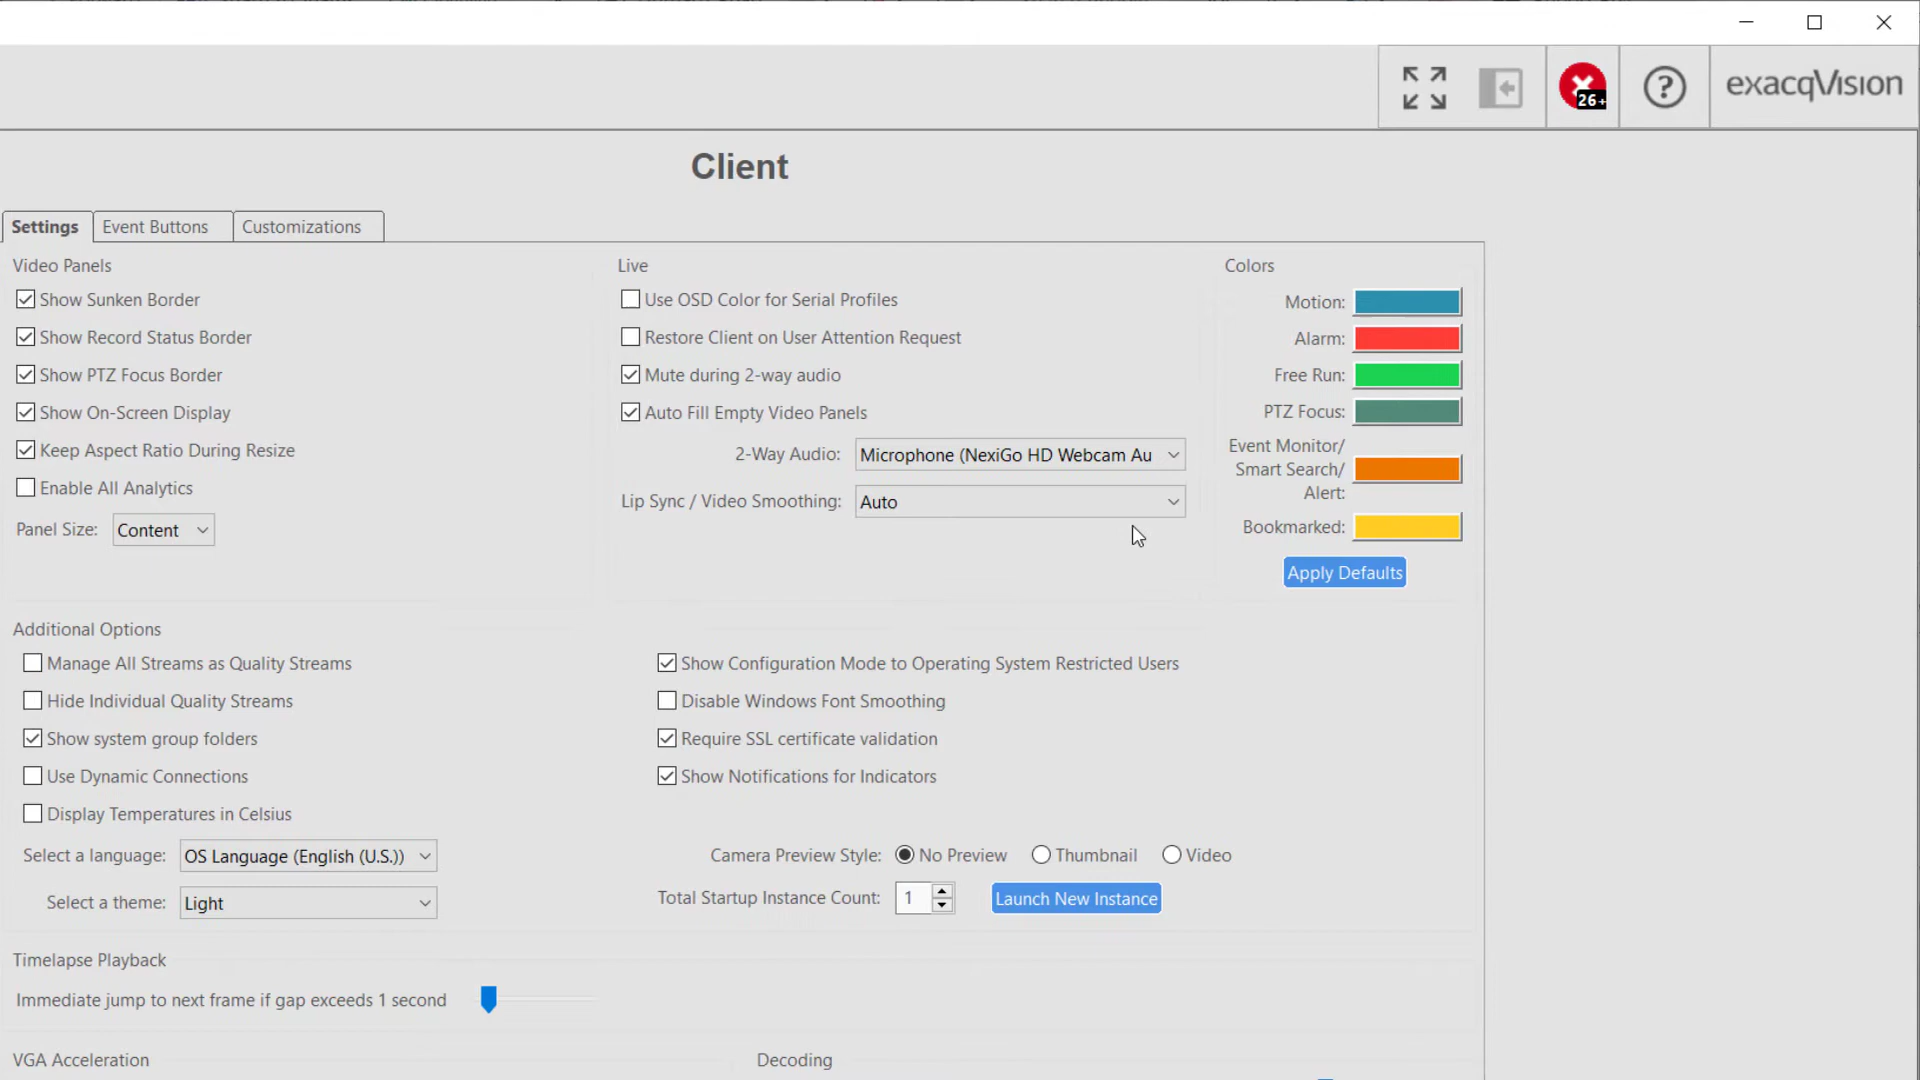 26+
exacqVision
Client
Settings
Event Buttons
Customizations
Video Panels
Show Sunken Border
Show Record Status Border
Show PTZ Focus Border
Show On-Screen Display
Keep Aspect Ratio During Resize
Enable All Analytics
Panel Size: Content
Live
Use OSD Color for Serial Profiles
Restore Client on User Attention Request
Mute during 2-way audio
Auto Fill Empty Video Panels
2-Way Audio: Microphone (NexiGo HD Webcam Au
Lip Sync / Video Smoothing: Auto
Colors
Motion:
Alarm:
Free Run:
PTZ Focus:
Event Monitor/
Smart Search/
Alert:
Bookmarked:
Apply Defaults
Additional Options
Manage All Streams as Quality Streams
Hide Individual Quality Streams
Show system group folders
Use Dynamic Connections
Display Temperatures in Celsius
Select a language: OS Language (English (U.S.))
Select a theme: Light
Show Configuration Mode to Operating System Restricted Users
Disable Windows Font Smoothing
Require SSL certificate validation
Show Notifications for Indicators
Camera Preview Style: No Preview Thumbnail Video
Total Startup Instance Count: 1 Launch New Instance
Timelapse Playback
Immediate jump to next frame if gap exceeds 1 second
VGA Acceleration
Decoding